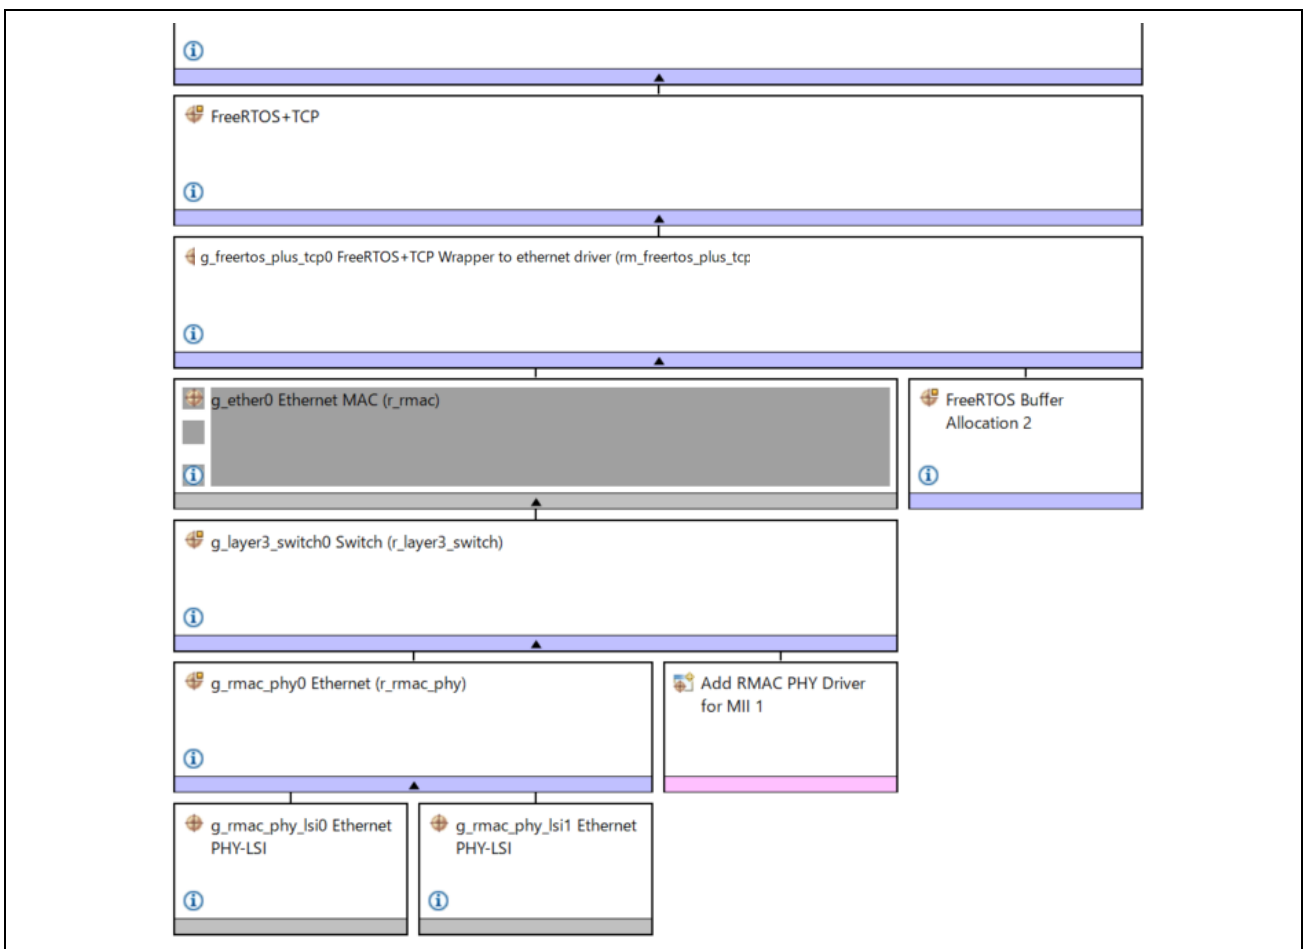 FreeRTOS+TCP
g_freertos_plus_tcp0 FreeRTOS+TCP Wrapper to ethernet driver (rm_freertos_plus_tcp
g_ether0 Ethernet MAC (r_rmac)
FreeRTOS Buffer
Allocation 2
g_layer3_switch0 Switch (r_layer3_switch)
g_rmac_phy0 Ethernet (r_rmac_phy)
Add RMAC PHY Driver
for MII 1
g_rmac_phy_lsi0 Ethernet
PHY-LSI
g_rmac_phy_lsi1 Ethernet
PHY-LSI